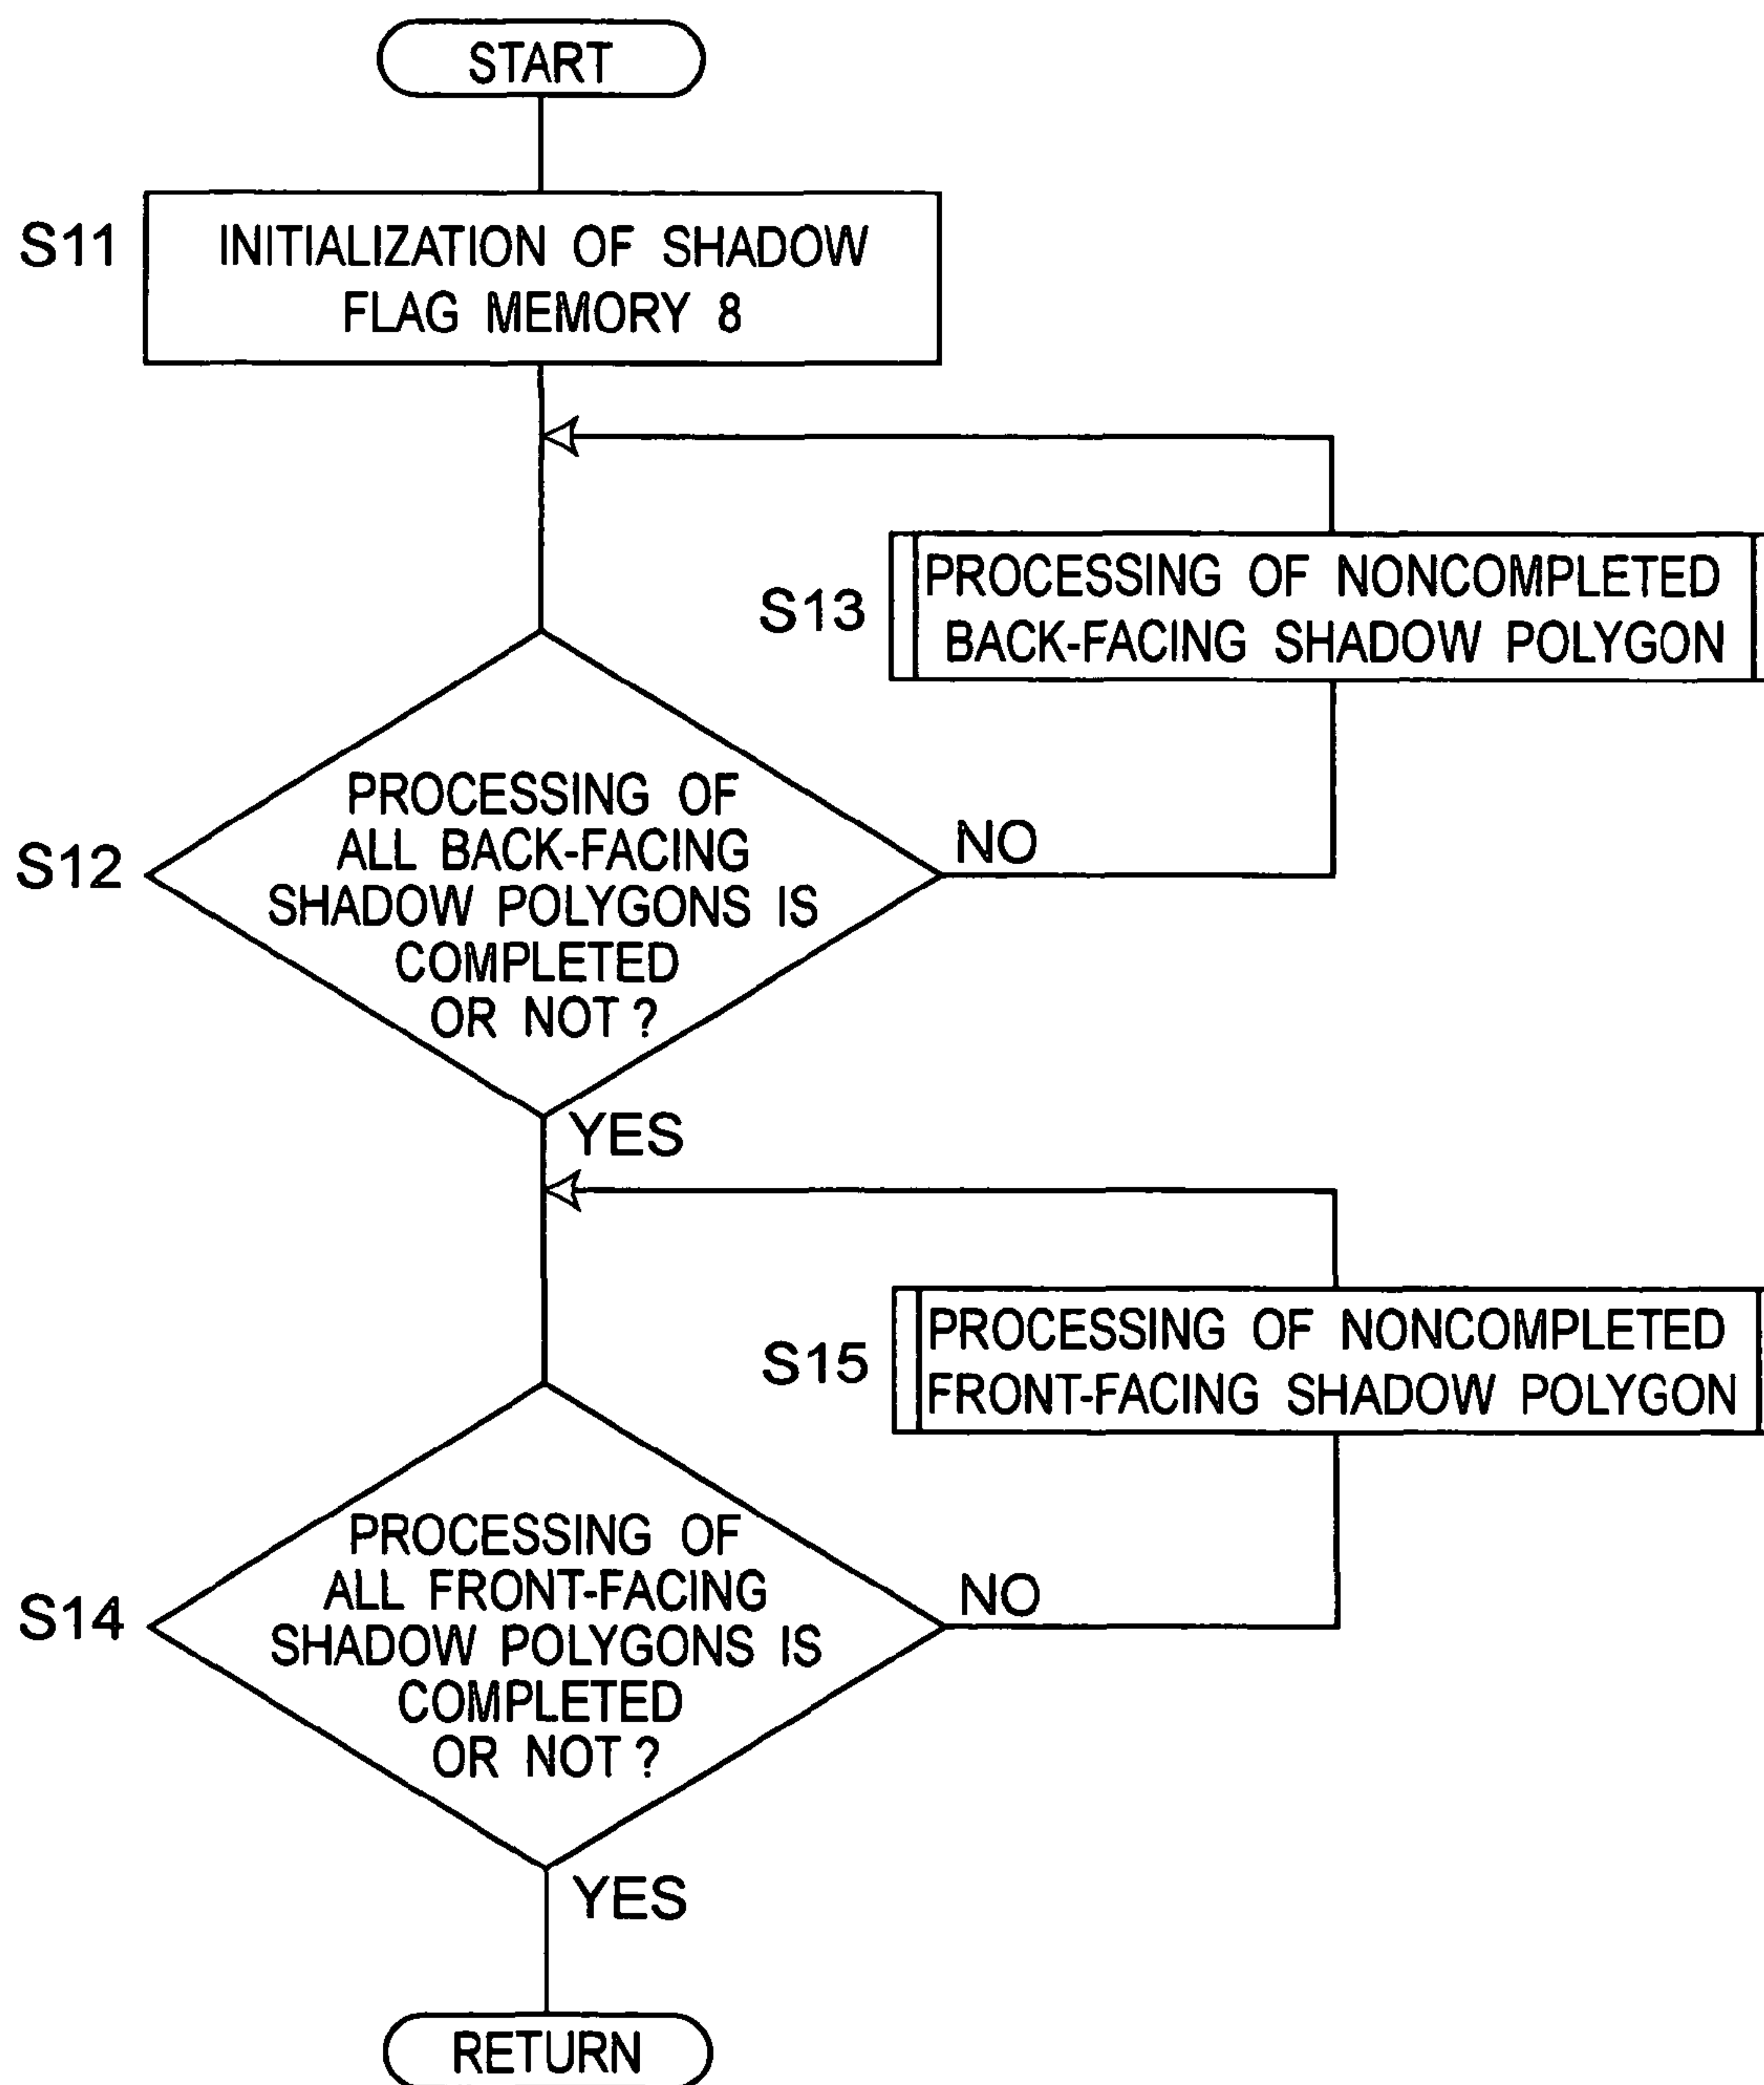 START
S11
INITIALIZATION OF SHADOW
FLAG MEMORY 8
S13
PROCESSING OF NONCOMPLETED
BACK-FACING SHADOW POLYGON
S12
PROCESSING OF
ALL BACK-FACING
SHADOW POLYGONS IS
COMPLETED
OR NOT ?
NO
YES
S15
PROCESSING OF NONCOMPLETED
FRONT-FACING SHADOW POLYGON
S14
PROCESSING OF
ALL FRONT-FACING
SHADOW POLYGONS IS
COMPLETED
OR NOT ?
NO
YES
RETURN